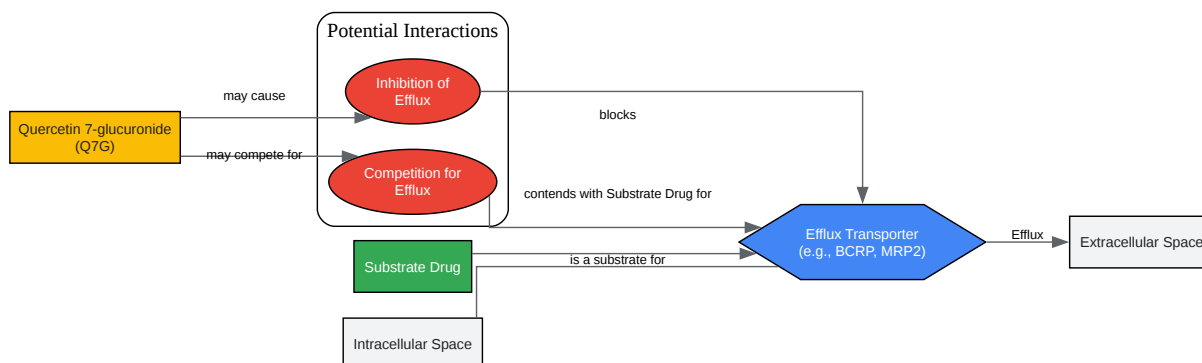 Potential Interactions
Inhibition of
Efflux
may cause
blocks
Quercetin 7-glucuronide
(Q7G)
may compete for
Competition for
Efflux
contends with Substrate Drug for
Efflux Transporter
(e.g., BCRP, MRP2)
Efflux
Extracellular Space
Substrate Drug
is a substrate for
Intracellular Space